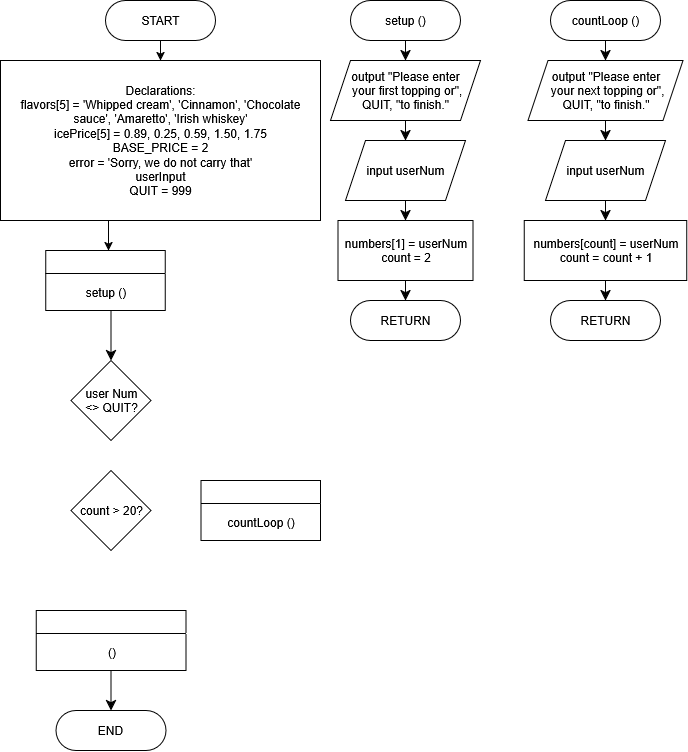 START
Declarations:
flavors[5] = 'Whipped cream', 'Cinnamon', 'Chocolate
sauce', 'Amaretto', 'Irish whiskey'
icePrice[5] = 0.89, 0.25, 0.59, 1.50, 1.75
BASE_PRICE = 2
error = 'Sorry, we do not carry that'
userInput
QUIT = 999
setup ()
user Num
<> QUIT?
count > 20?
countLoop ()
()
END
setup ()
output "Please enter
your first topping or",
QUIT, "to finish."
input userNum
numbers[1] = userNum
count = 2
RETURN
countLoop ()
output "Please enter
your next topping or",
QUIT, "to finish."
input userNum
numbers[count] = userNum
count = count + 1
RETURN